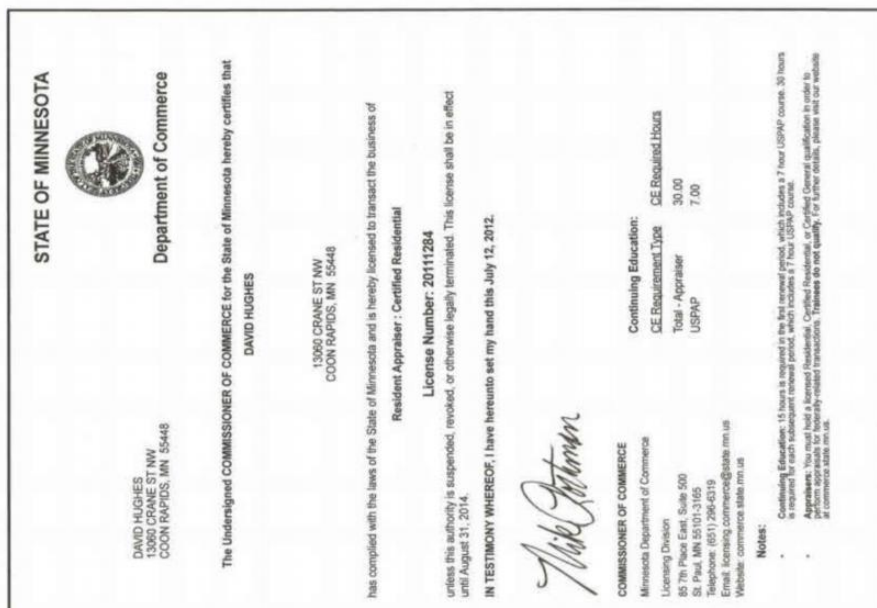 STATE OF MINNESOTA
Department of Commerce
DAVID HUGHES
13060 CRANE ST NW
COON RAPIDS, MN 55448
The Undersigned COMMISSIONER OF COMMERCE for the State of Minnesota hereby certifies that
DAVID HUGHES
13060 CRANE ST NW
COON RAPIDS, MN 55448
has complied with the laws of the State of Minnesota and is hereby licensed to transact the business of
Resident Appraiser : Certified Residential
License Number: 20111284
unless this authority is suspended, revoked, or otherwise legally terminated. This license shall be in effect
until August 31, 2014.
IN TESTIMONY WHEREOF, I have hereunto set my hand this July 12, 2012.
COMMISSIONER OF COMMERCE
Minnesota Department of Commerce
Licensing Division
85 7th Place East, Suite 500
St. Paul, MN 55101-3165
Telephone: (651) 296-6319
Email: licensing.commerce@state.mn.us
Website: commerce.state.mn.us
Continuing Education:
CE Requirement Type CE Required Hours
Total - Appraiser 30.00
USPAP 7.00
Notes:
• Continuing Education: 15 hours is required in the first renewal period, which includes a 7 hour USPAP course. 30 hours
is required for each subsequent renewal period, which includes a 7 hour USPAP course.
• Appraisers: You must hold a licensed Residential, Certified Residential, or Certified General qualification in order to
perform appraisals for federally-related transactions. Trainees do not qualify. For further details, please visit our website
at commerce.state.mn.us.